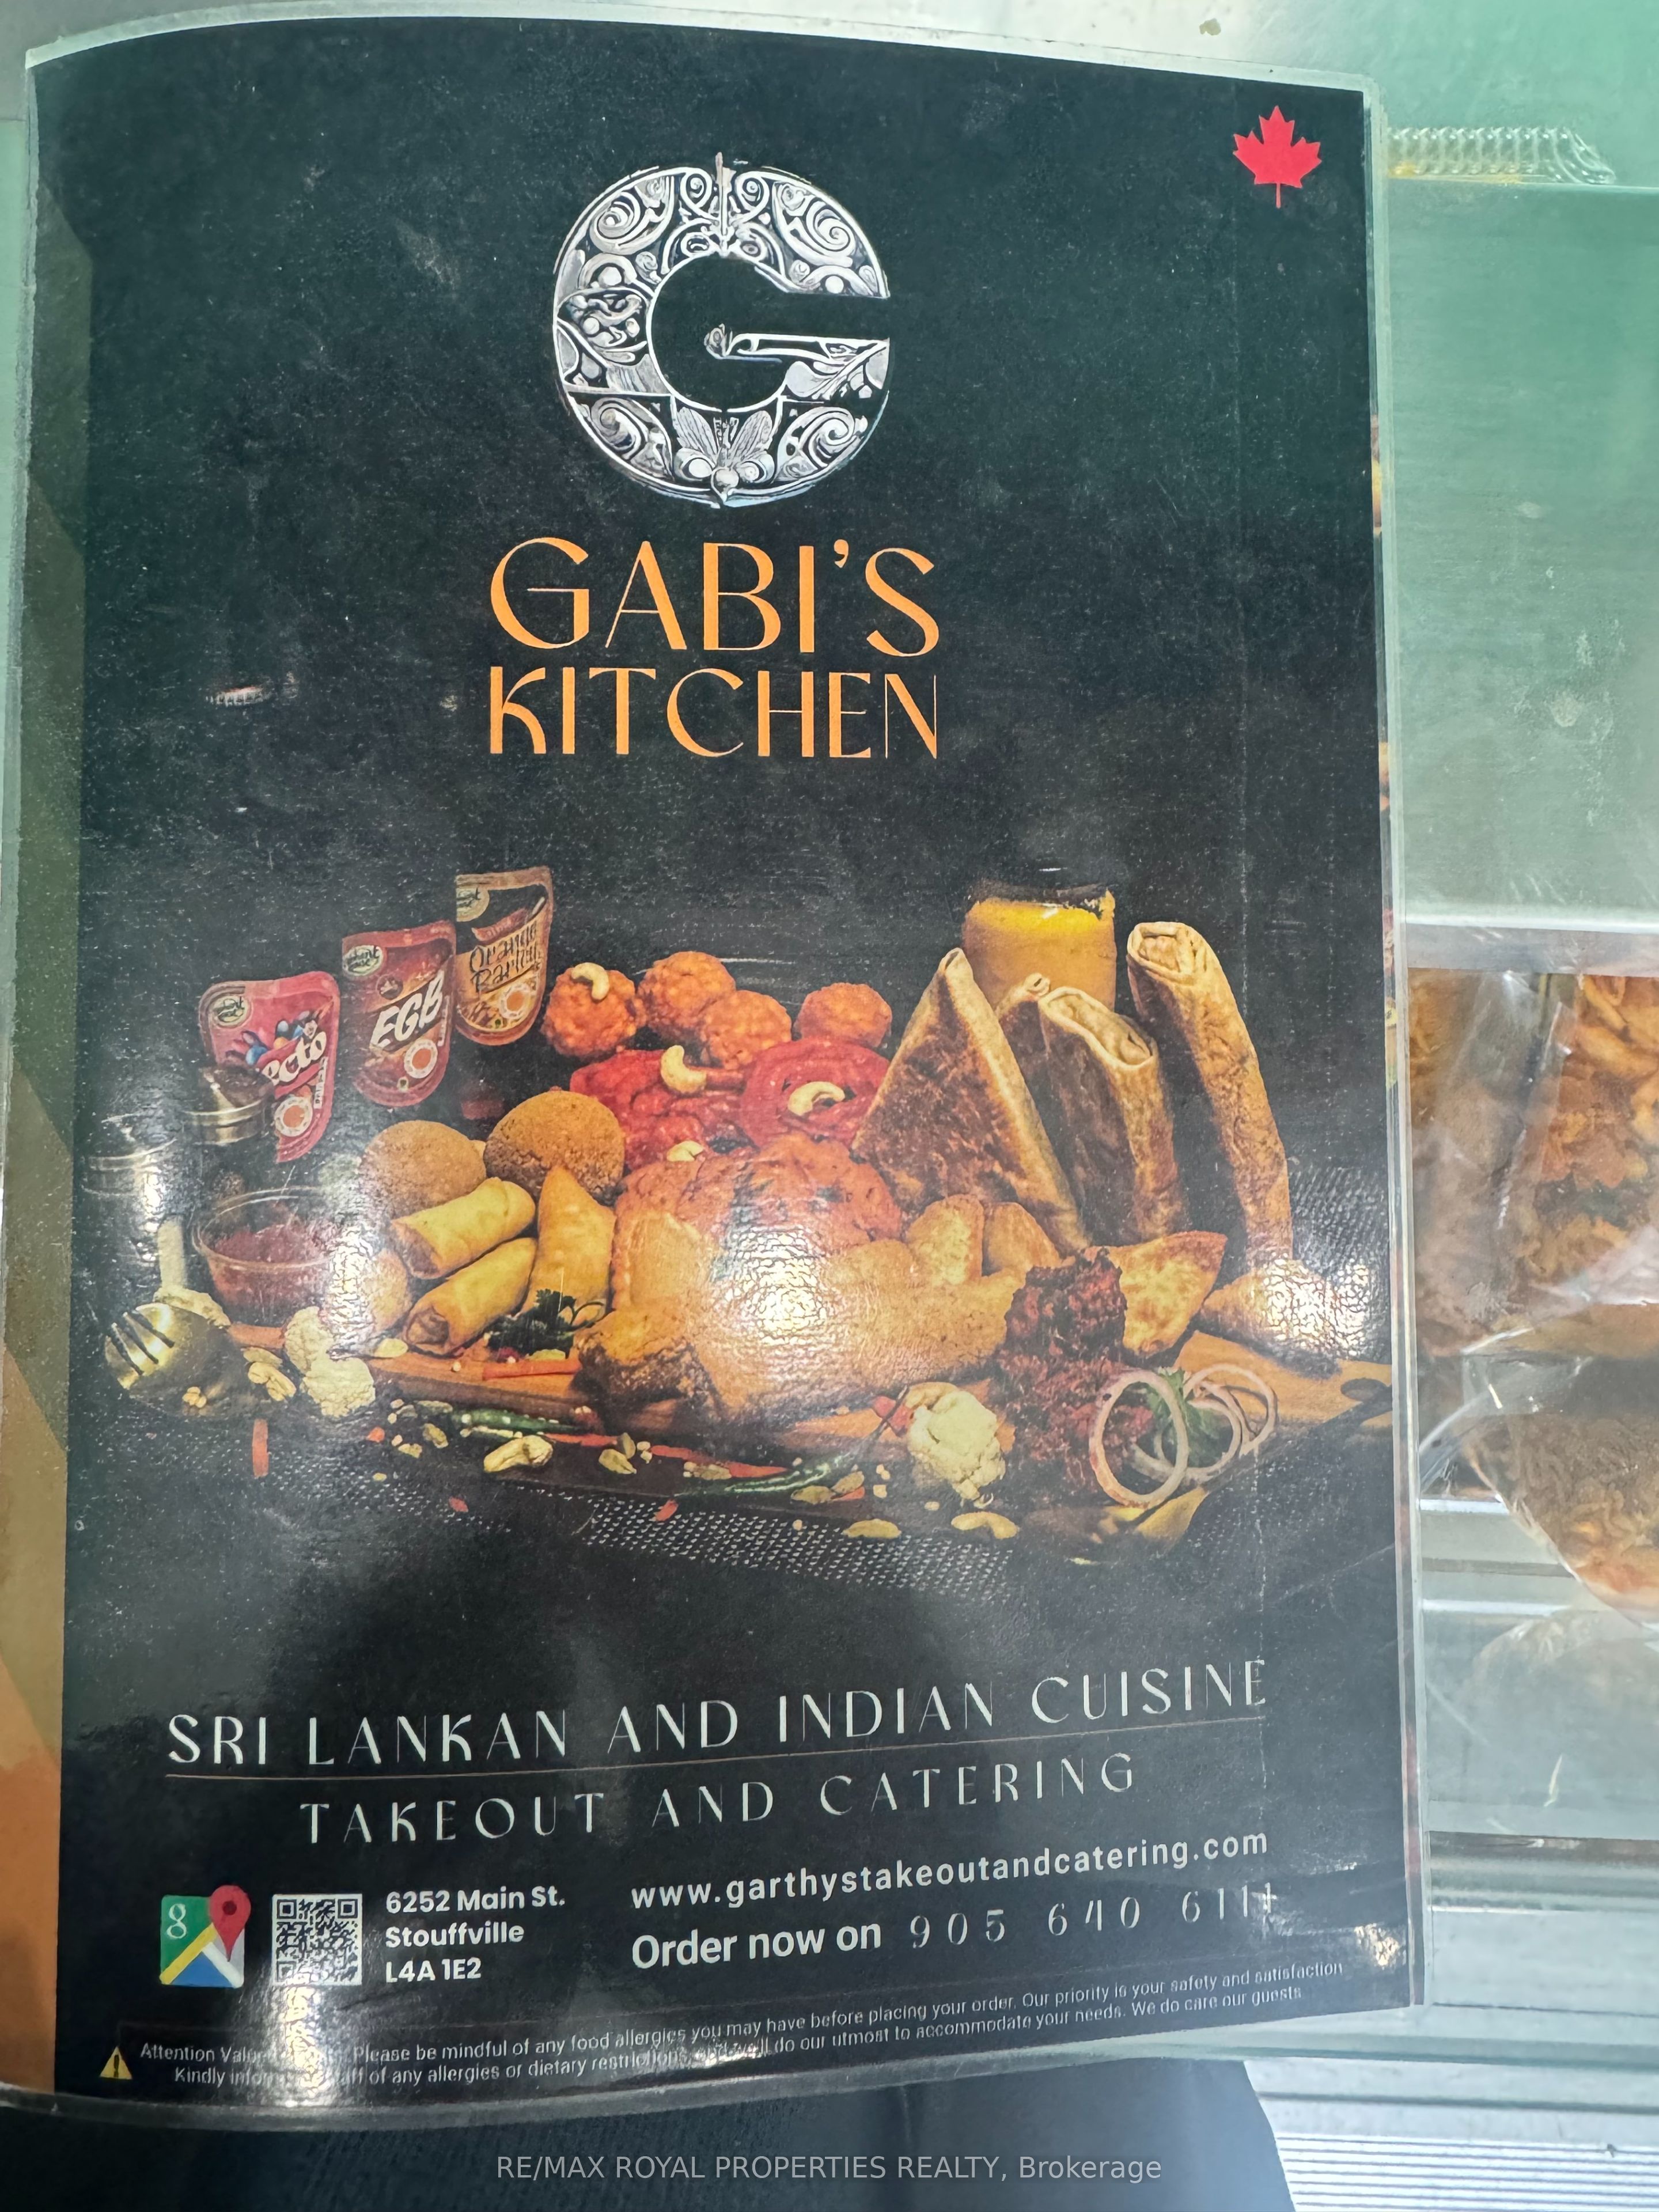 G
GABI'S
KITCHEN
Orange
Barley
EGB
ecto
SRI LANKAN AND INDIAN CUISINE
TAKEOUT AND CATERING
6252 Main St.
Stouffville
L4A 1E2
www.garthystakeoutandcatering.com
Order now on 905 640 6111
Attention Please be mindful of any food allergies you may have before placing your order. Our priority is your safety and satisfaction
Kindly of any allergies or dietary restrictions, do our utmost to accommodate your needs. We do care our guests
RE/MAX ROYAL PROPERTIES REALTY, Brokerage